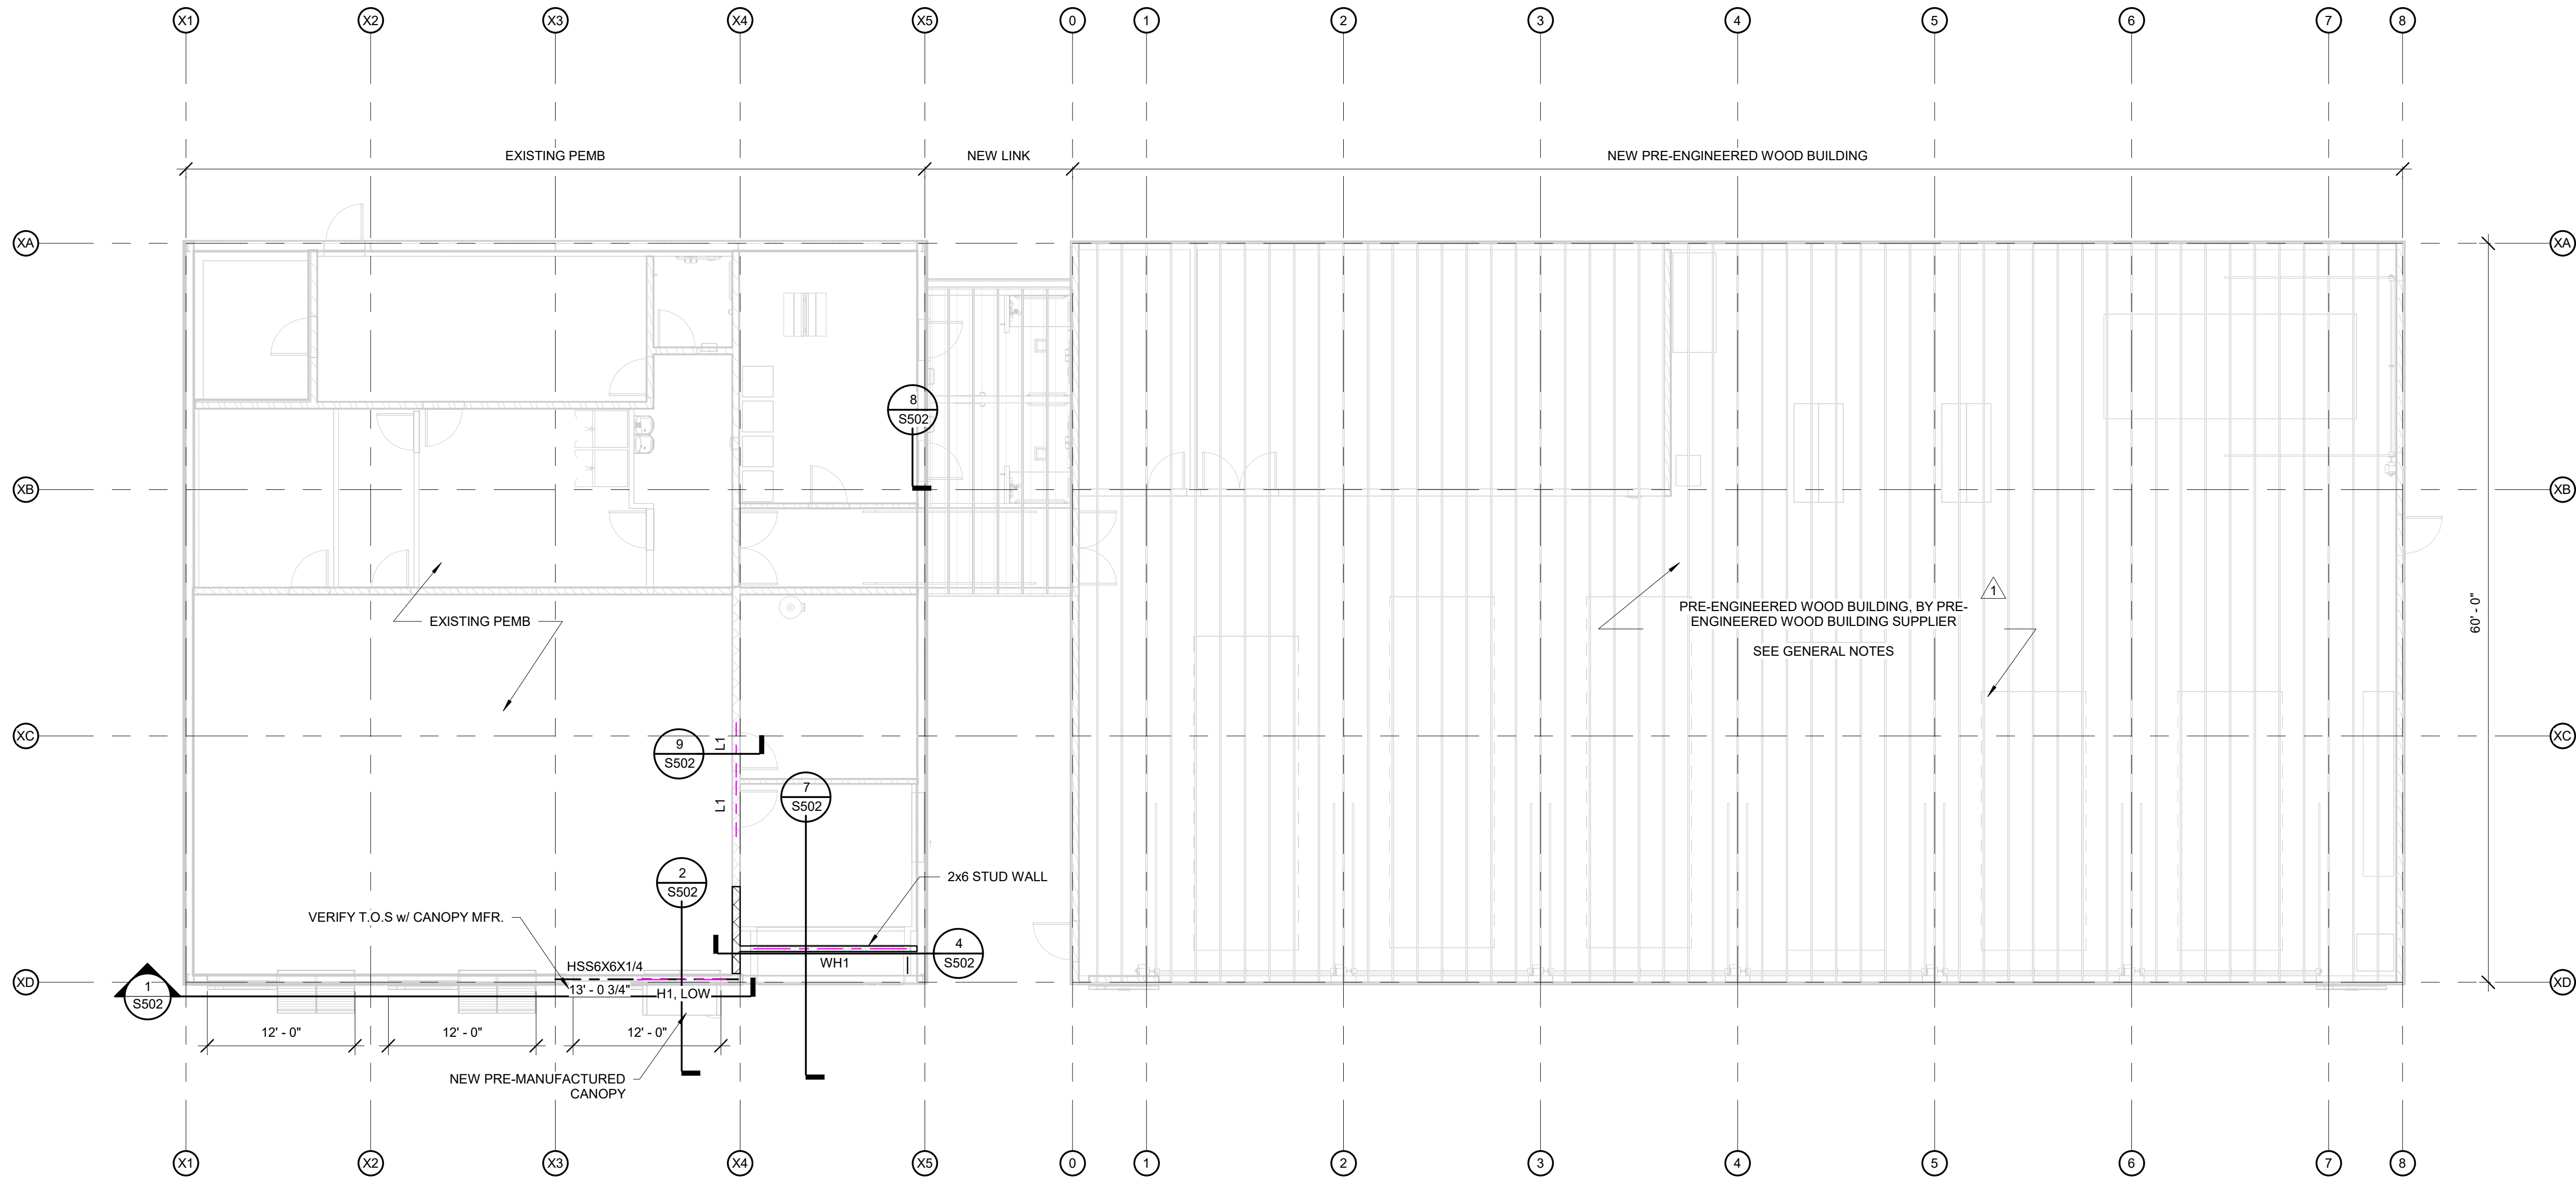 X1 X2 X3 X4 X5 0 1 2 3 4 5 6 7 8
EXISTING PEMB
NEW LINK
NEW PRE-ENGINEERED WOOD BUILDING
XA XA
8
S502
XB XB
1
PRE-ENGINEERED WOOD BUILDING, BY PRE-
ENGINEERED WOOD BUILDING SUPPLIER
SEE GENERAL NOTES
60' - 0"
EXISTING PEMB
XC XC
L1
9
S502
L1
7
S502
2
S502
2x6 STUD WALL
VERIFY T.O.S w/ CANOPY MFR.
4
S502
WH1
HSS6X6X1/4
XD XD
13' - 0 3/4"
H1, LOW
1
S502
12' - 0"
12' - 0"
12' - 0"
NEW PRE-MANUFACTURED
CANOPY
X1 X2 X3 X4 X5 0 1 2 3 4 5 6 7 8